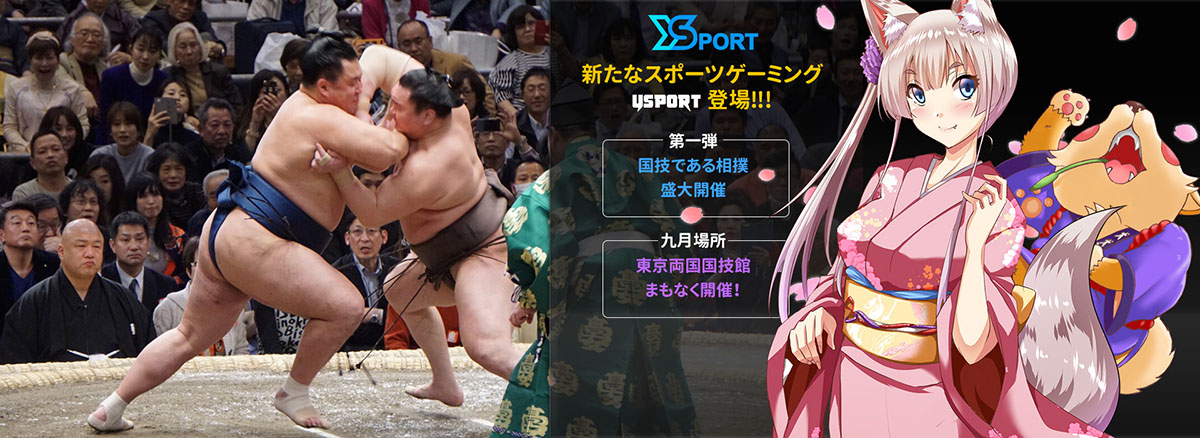 YSPORT
新たなスポーツゲーミング
YSPORT 登場!!!
第一弾
国技である相撲
盛大開催
九月場所
東京両国国技館
まもなく開催!